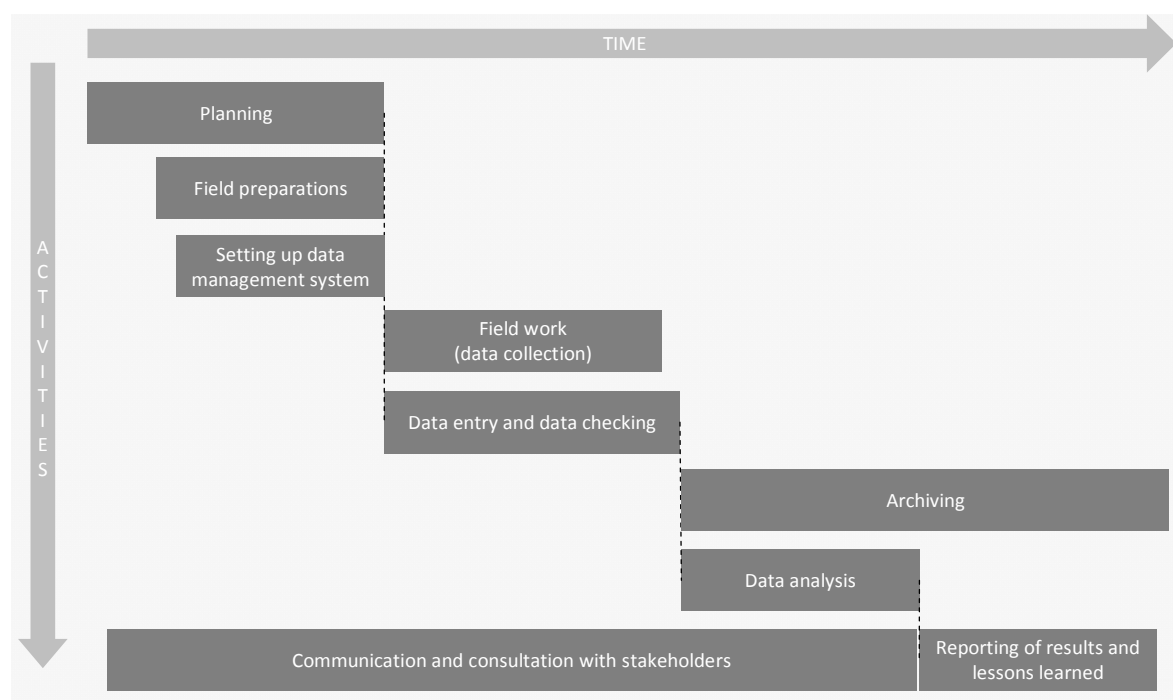 TIME
ACTIVITIES
Planning
Field preparations
Setting up data
management system
Field work
(data collection)
Data entry and data checking
Archiving
Data analysis
Communication and consultation with stakeholders
Reporting of results and
lessons learned